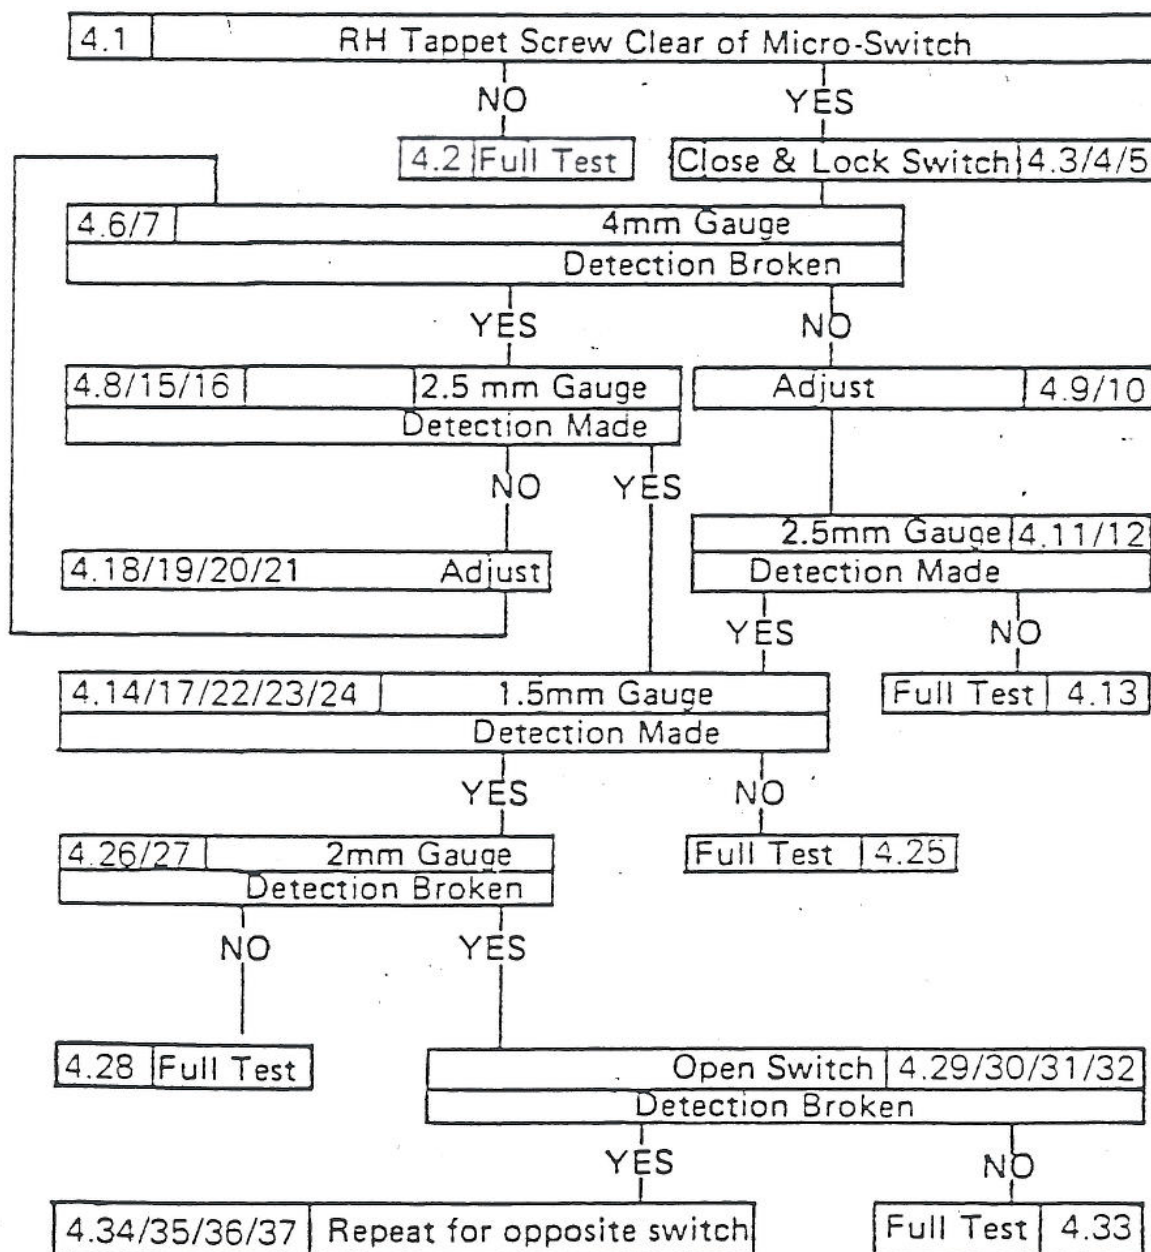 4.1 RH Tappet Screw Clear of Micro-Switch
NO YES
4.2 Full Test Close & Lock Switch 4.3/4/5
4.6/7 4mm Gauge
Detection Broken
YES NO
4.8/15/16 2.5 mm Gauge Adjust 4.9/10
Detection Made
NO YES
2.5mm Gauge 4.11/12
4.18/19/20/21 Adjust Detection Made
YES NO
4.14/17/22/23/24 1.5mm Gauge Full Test 4.13
Detection Made
YES NO
4.26/27 2mm Gauge Full Test 4.25
Detection Broken
NO YES
4.28 Full Test Open Switch 4.29/30/31/32
Detection Broken
YES NO
4.34/35/36/37 Repeat for opposite switch Full Test 4.33